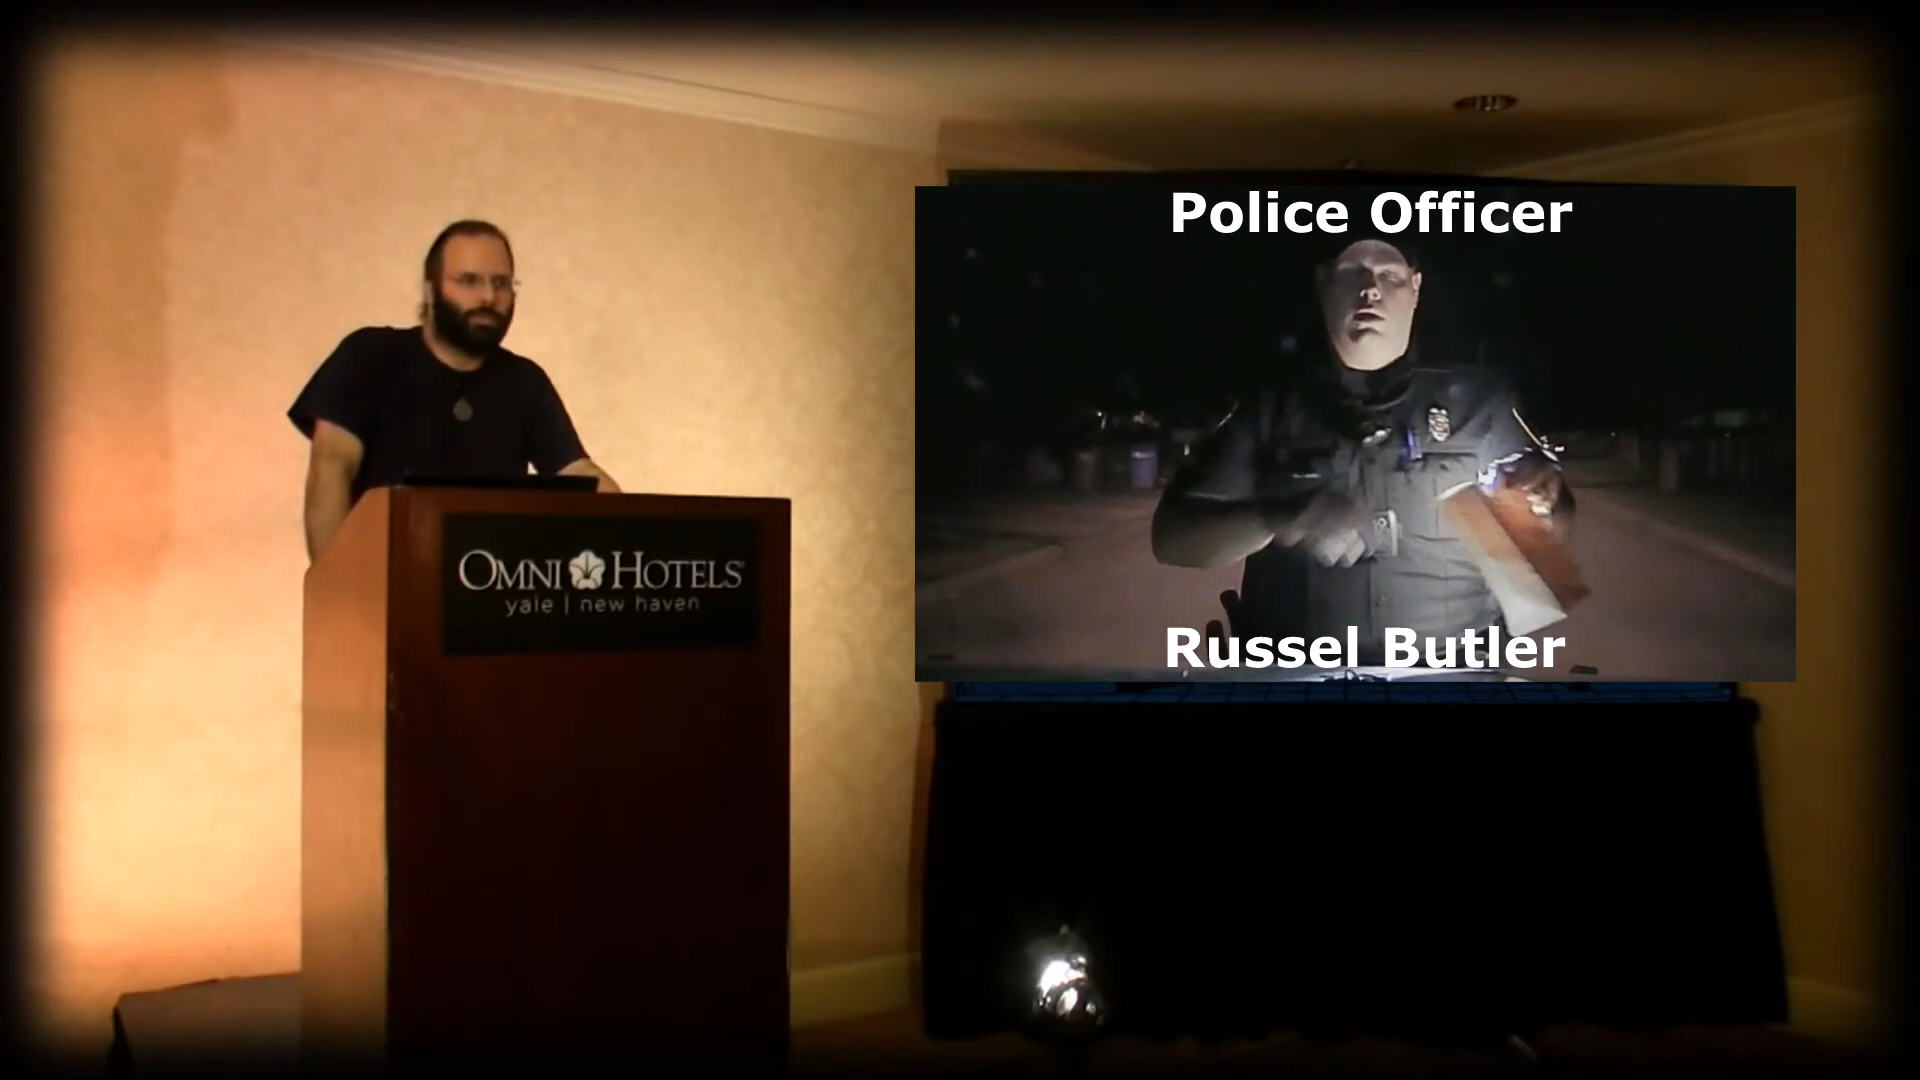 Police Officer
Russel Butler
OMNI HOTELS
yale | new haven